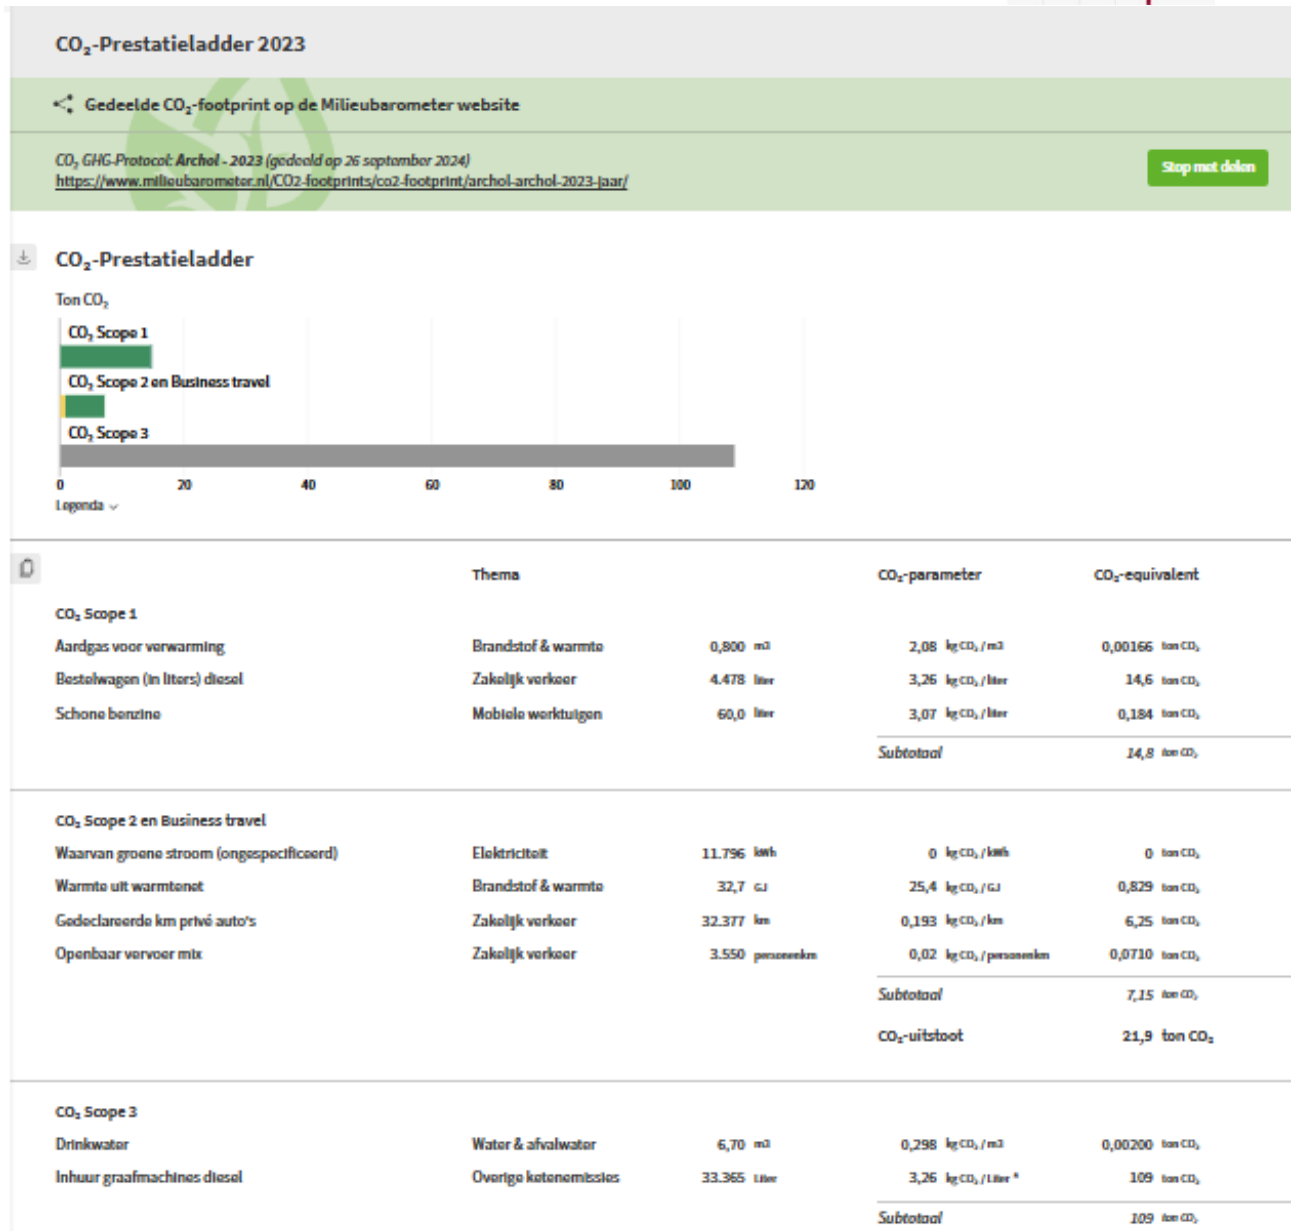 CO₂-Prestatieladder 2023
Gedeelde CO₂-footprint op de Milieubarometer website
CO₂ GHG-Protocol: Archol - 2023 (gedeeld op 26 september 2024)
https://www.milieubarometer.nl/CO2-footprints/co2-footprint/archol-archol-2023-jaar/
Stop met delen
CO₂-Prestatieladder
Ton CO₂
CO₂ Scope 1
CO₂ Scope 2 en Business travel
CO₂ Scope 3
0 20 40 60 80 100 120
Legenda
Thema CO₂-parameter CO₂-equivalent
CO₂ Scope 1
Aardgas voor verwarming Brandstof & warmte 0,800 m3 2,08 kg CO₂ / m3 0,00166 ton CO₂
Bestelwagen (in liters) diesel Zakelijk verkeer 4.478 liter 3,26 kg CO₂ / liter 14,6 ton CO₂
Schone benzine Mobiele werktuigen 60,0 liter 3,07 kg CO₂ / liter 0,184 ton CO₂
Subtotaal 14,8 ton CO₂
CO₂ Scope 2 en Business travel
Waarvan groene stroom (ongespecificeerd) Elektriciteit 11.796 kWh 0 kg CO₂ / kWh 0 ton CO₂
Warmte uit warmtenet Brandstof & warmte 32,7 GJ 25,4 kg CO₂ / GJ 0,829 ton CO₂
Gedeclareerde km privé auto's Zakelijk verkeer 32.377 km 0,193 kg CO₂ / km 6,25 ton CO₂
Openbaar vervoer mix Zakelijk verkeer 3.550 personenkm 0,02 kg CO₂ / personenkm 0,0710 ton CO₂
Subtotaal 7,15 ton CO₂
CO₂-uitstoot 21,9 ton CO₂
CO₂ Scope 3
Drinkwater Water & afvalwater 6,70 m3 0,298 kg CO₂ / m3 0,00200 ton CO₂
Inhuur graafmachines diesel Overige ketenemissies 33.365 Liter 3,26 kg CO₂ / Liter * 109 ton CO₂
Subtotaal 109 ton CO₂